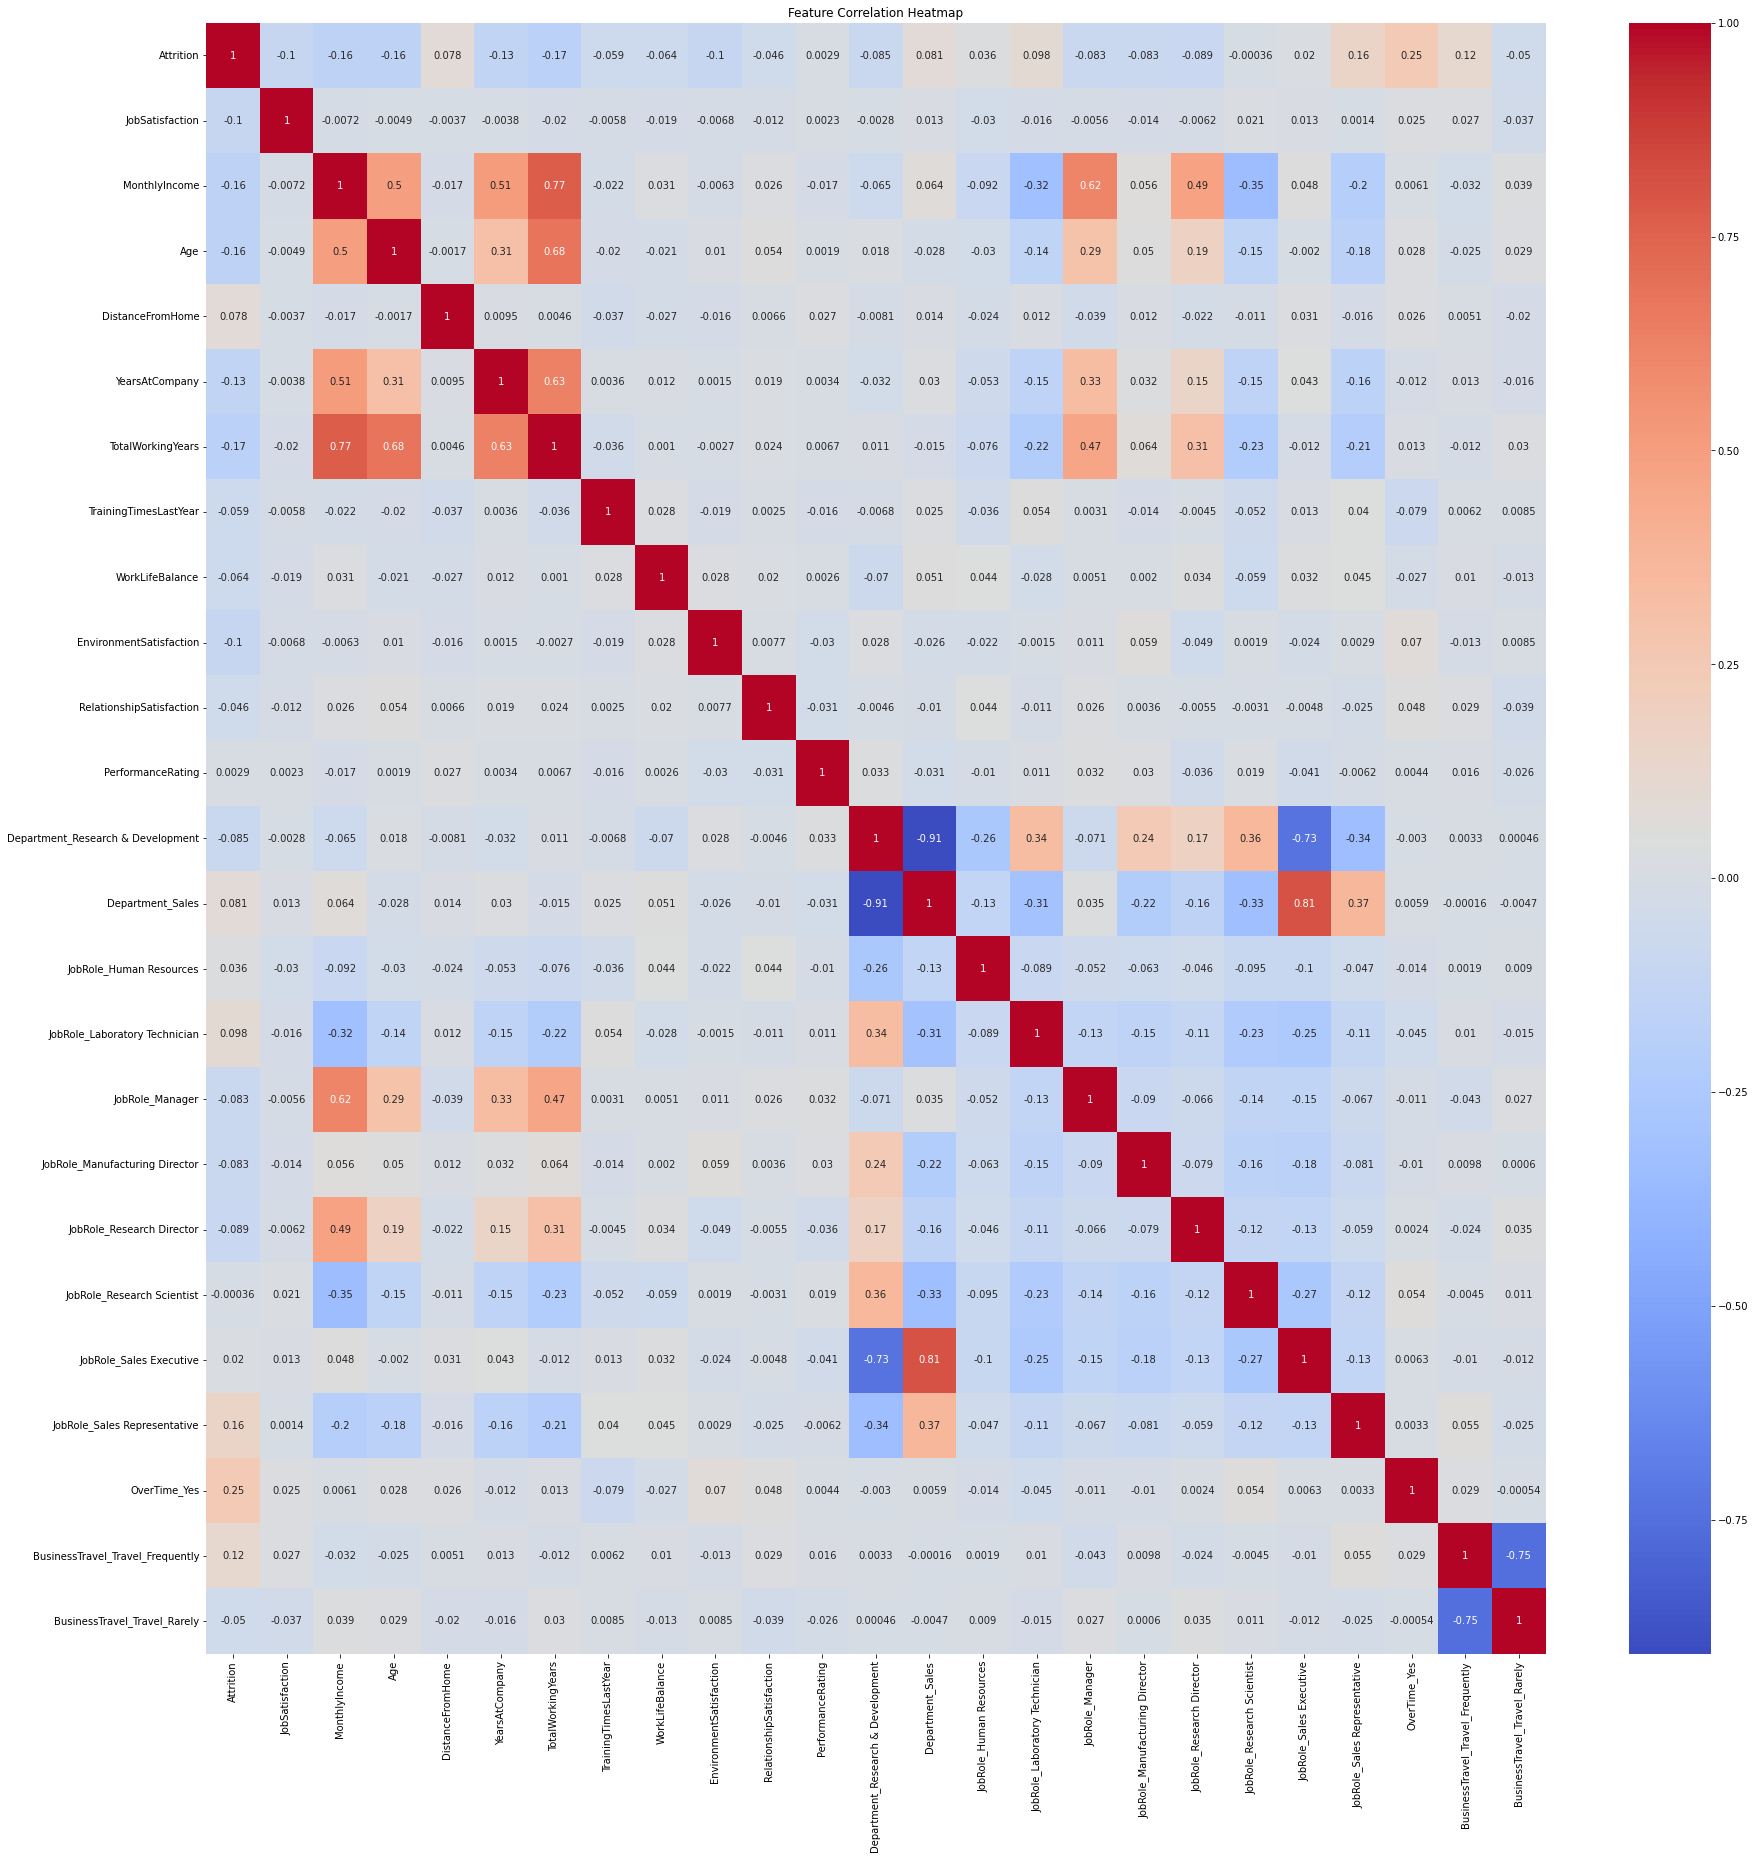 Feature Correlation Heatmap
Attrition 1 -0.1 -0.16 -0.16 0.078 -0.13 -0.17 -0.059 -0.064 -0.1 -0.046 0.0029 -0.085 0.081 0.036 0.098 -0.083 -0.083 -0.089 -0.00036 0.02 0.16 0.25 0.12 -0.05
JobSatisfaction -0.1 1 -0.0072 -0.0049 -0.0037 -0.0038 -0.02 -0.0058 -0.019 -0.0068 -0.012 0.0023 -0.0028 0.013 -0.03 -0.016 -0.0056 -0.014 -0.0062 0.021 0.013 0.0014 0.025 0.027 -0.037
MonthlyIncome -0.16 -0.0072 1 0.5 -0.017 0.51 0.77 -0.022 0.031 -0.0063 0.026 -0.017 -0.065 0.064 -0.092 -0.32 0.62 0.056 0.49 -0.35 0.048 -0.2 0.0061 -0.032 0.039
Age -0.16 -0.0049 0.5 1 -0.0017 0.31 0.68 -0.02 -0.021 0.01 0.054 0.0019 0.018 -0.028 -0.03 -0.14 0.29 0.05 0.19 -0.15 -0.002 -0.18 0.028 -0.025 0.029
DistanceFromHome 0.078 -0.0037 -0.017 -0.0017 1 0.0095 0.0046 -0.037 -0.027 -0.016 0.0066 0.027 -0.0081 0.014 -0.024 0.012 -0.039 0.012 -0.022 -0.011 0.031 -0.016 0.026 0.0051 -0.02
YearsAtCompany -0.13 -0.0038 0.51 0.31 0.0095 1 0.63 0.0036 0.012 0.0015 0.019 0.0034 -0.032 0.03 -0.053 -0.15 0.33 0.032 0.15 -0.15 0.043 -0.16 -0.012 0.013 -0.016
TotalWorkingYears -0.17 -0.02 0.77 0.68 0.0046 0.63 1 -0.036 0.001 -0.0027 0.024 0.0067 0.011 -0.015 -0.076 -0.22 0.47 0.064 0.31 -0.23 -0.012 -0.21 0.013 -0.012 0.03
TrainingTimesLastYear -0.059 -0.0058 -0.022 -0.02 -0.037 0.0036 -0.036 1 0.028 -0.019 0.0025 -0.016 -0.0068 0.025 -0.036 0.054 0.0031 -0.014 -0.0045 -0.052 0.013 0.04 -0.079 0.0062 0.0085
WorkLifeBalance -0.064 -0.019 0.031 -0.021 -0.027 0.012 0.001 0.028 1 0.028 0.02 0.0026 -0.07 0.051 0.044 -0.028 0.0051 0.002 0.034 -0.059 0.032 0.045 -0.027 0.01 -0.013
EnvironmentSatisfaction -0.1 -0.0068 -0.0063 0.01 -0.016 0.0015 -0.0027 -0.019 0.028 1 0.0077 -0.03 0.028 -0.026 -0.022 -0.0015 0.011 0.059 -0.049 0.0019 -0.024 0.0029 0.07 -0.013 0.0085
RelationshipSatisfaction -0.046 -0.012 0.026 0.054 0.0066 0.019 0.024 0.0025 0.02 0.0077 1 -0.031 -0.0046 -0.01 0.044 -0.011 0.026 0.0036 -0.0055 -0.0031 -0.0048 -0.025 0.048 0.029 -0.039
PerformanceRating 0.0029 0.0023 -0.017 0.0019 0.027 0.0034 0.0067 -0.016 0.0026 -0.03 -0.031 1 0.033 -0.031 -0.01 0.011 0.032 0.03 -0.036 0.019 -0.041 -0.0062 0.0044 0.016 -0.026
Department_Research & Development -0.085 -0.0028 -0.065 0.018 -0.0081 -0.032 0.011 -0.0068 -0.07 0.028 -0.0046 0.033 1 -0.91 -0.26 0.34 -0.071 0.24 0.17 0.36 -0.73 -0.34 -0.003 0.0033 0.00046
Department_Sales 0.081 0.013 0.064 -0.028 0.014 0.03 -0.015 0.025 0.051 -0.026 -0.01 -0.031 -0.91 1 -0.13 -0.31 0.035 -0.22 -0.16 -0.33 0.81 0.37 0.0059 -0.00016 -0.0047
JobRole_Human Resources 0.036 -0.03 -0.092 -0.03 -0.024 -0.053 -0.076 -0.036 0.044 -0.022 0.044 -0.01 -0.26 -0.13 1 -0.089 -0.052 -0.063 -0.046 -0.095 -0.1 -0.047 -0.014 0.0019 0.009
JobRole_Laboratory Technician 0.098 -0.016 -0.32 -0.14 0.012 -0.15 -0.22 0.054 -0.028 -0.0015 -0.011 0.011 0.34 -0.31 -0.089 1 -0.13 -0.15 -0.11 -0.23 -0.25 -0.11 -0.045 0.01 -0.015
JobRole_Manager -0.083 -0.0056 0.62 0.29 -0.039 0.33 0.47 0.0031 0.0051 0.011 0.026 0.032 -0.071 0.035 -0.052 -0.13 1 -0.09 -0.066 -0.14 -0.15 -0.067 -0.011 -0.043 0.027
JobRole_Manufacturing Director -0.083 -0.014 0.056 0.05 0.012 0.032 0.064 -0.014 0.002 0.059 0.0036 0.03 0.24 -0.22 -0.063 -0.15 -0.09 1 -0.079 -0.16 -0.18 -0.081 -0.01 0.0098 0.0006
JobRole_Research Director -0.089 -0.0062 0.49 0.19 -0.022 0.15 0.31 -0.0045 0.034 -0.049 -0.0055 -0.036 0.17 -0.16 -0.046 -0.11 -0.066 -0.079 1 -0.12 -0.13 -0.059 0.0024 -0.024 0.035
JobRole_Research Scientist -0.00036 0.021 -0.35 -0.15 -0.011 -0.15 -0.23 -0.052 -0.059 0.0019 -0.0031 0.019 0.36 -0.33 -0.095 -0.23 -0.14 -0.16 -0.12 1 -0.27 -0.12 0.054 -0.0045 0.011
JobRole_Sales Executive 0.02 0.013 0.048 -0.002 0.031 0.043 -0.012 0.013 0.032 -0.024 -0.0048 -0.041 -0.73 0.81 -0.1 -0.25 -0.15 -0.18 -0.13 -0.27 1 -0.13 0.0063 -0.01 -0.012
JobRole_Sales Representative 0.16 0.0014 -0.2 -0.18 -0.016 -0.16 -0.21 0.04 0.045 0.0029 -0.025 -0.0062 -0.34 0.37 -0.047 -0.11 -0.067 -0.081 -0.059 -0.12 -0.13 1 0.0033 0.055 -0.025
OverTime_Yes 0.25 0.025 0.0061 0.028 0.026 -0.012 0.013 -0.079 -0.027 0.07 0.048 0.0044 -0.003 0.0059 -0.014 -0.045 -0.011 -0.01 0.0024 0.054 0.0063 0.0033 1 0.029 -0.00054
BusinessTravel_Travel_Frequently 0.12 0.027 -0.032 -0.025 0.0051 0.013 -0.012 0.0062 0.01 -0.013 0.029 0.016 0.0033 -0.00016 0.0019 0.01 -0.043 0.0098 -0.024 -0.0045 -0.01 0.055 0.029 1 -0.75
BusinessTravel_Travel_Rarely -0.05 -0.037 0.039 0.029 -0.02 -0.016 0.03 0.0085 -0.013 0.0085 -0.039 -0.026 0.00046 -0.0047 0.009 -0.015 0.027 0.0006 0.035 0.011 -0.012 -0.025 -0.00054 -0.75 1
Attrition
JobSatisfaction
MonthlyIncome
Age
DistanceFromHome
YearsAtCompany
TotalWorkingYears
TrainingTimesLastYear
WorkLifeBalance
EnvironmentSatisfaction
RelationshipSatisfaction
PerformanceRating
Department_Research & Development
Department_Sales
JobRole_Human Resources
JobRole_Laboratory Technician
JobRole_Manager
JobRole_Manufacturing Director
JobRole_Research Director
JobRole_Research Scientist
JobRole_Sales Executive
JobRole_Sales Representative
OverTime_Yes
BusinessTravel_Travel_Frequently
BusinessTravel_Travel_Rarely
1.00
0.75
0.50
0.25
0.00
−0.25
−0.50
−0.75